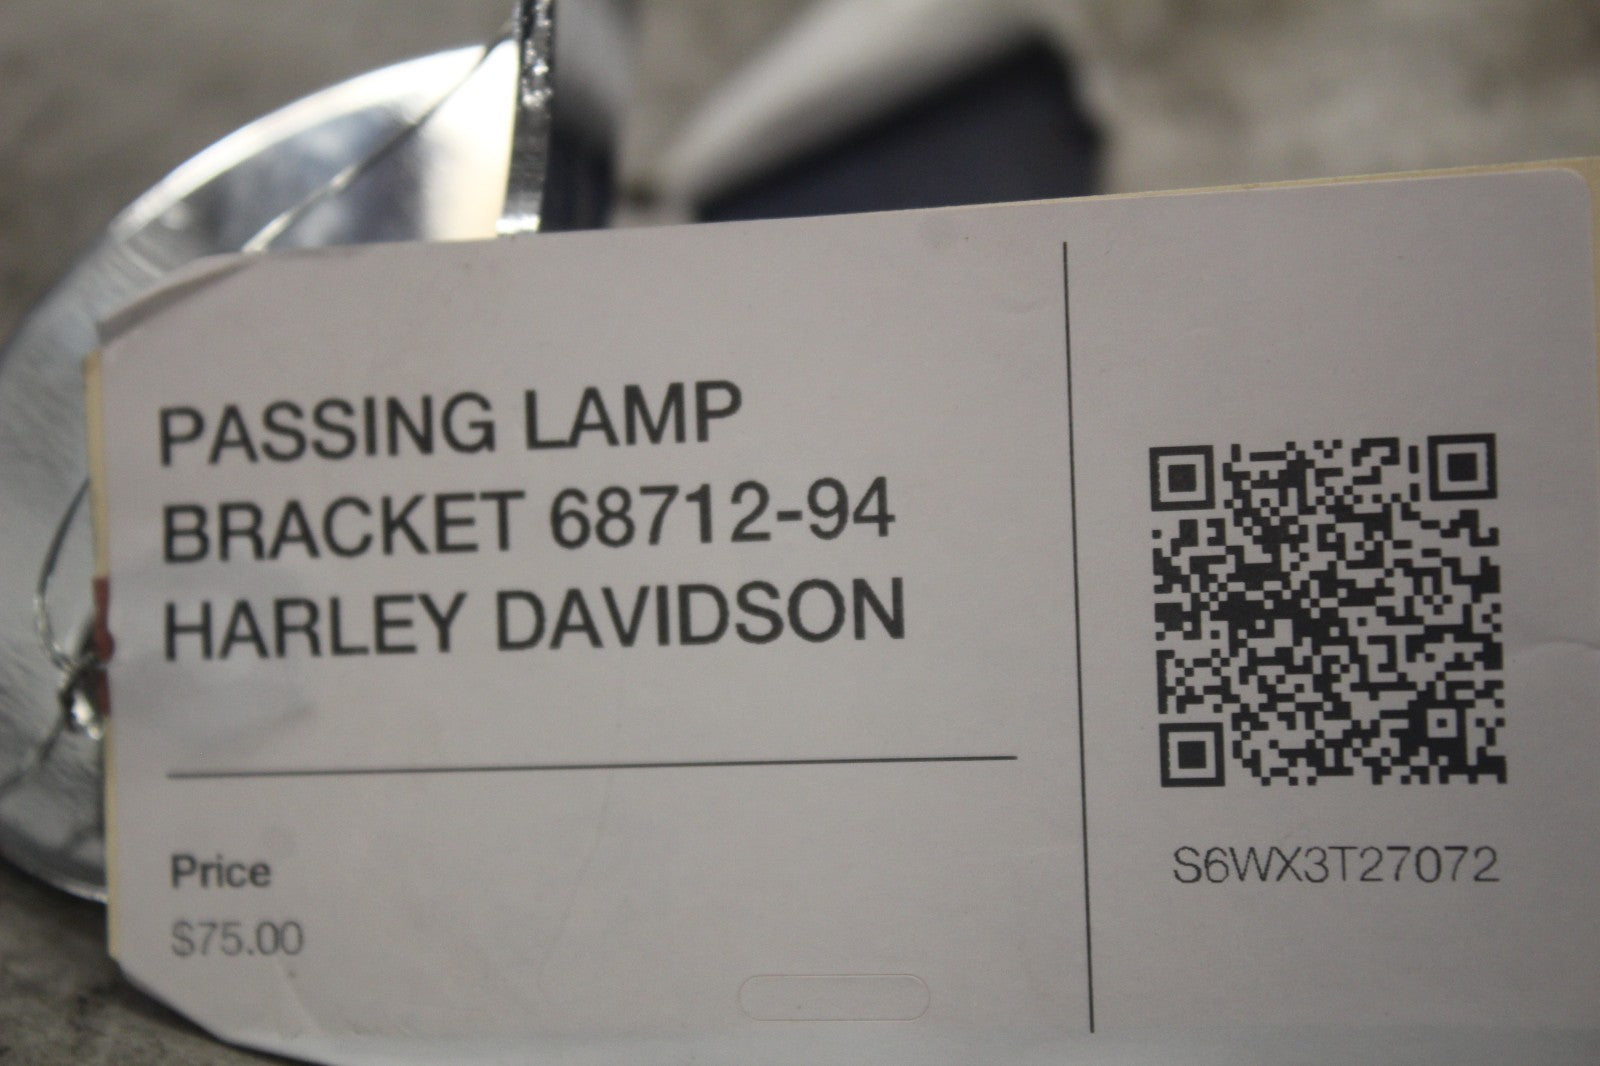 PASSING LAMP
BRACKET 68712-94
HARLEY DAVIDSON
Price
$75.00
S6WX3T27072